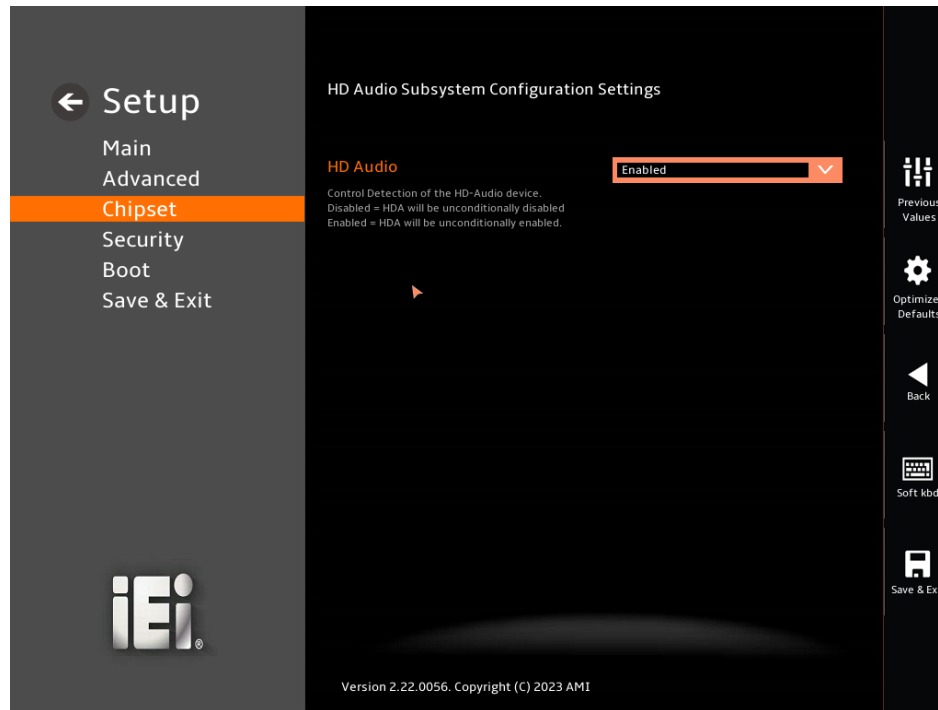 Setup
Main
Advanced
Chipset
Security
Boot
Save & Exit
iEi®
HD Audio Subsystem Configuration Settings
HD Audio
Enabled
Control Detection of the HD-Audio device.
Disabled = HDA will be unconditionally disabled
Enabled = HDA will be unconditionally enabled.
Version 2.22.0056. Copyright (C) 2023 AMI
Previous
Values
Optimize
Defaults
Back
Soft kbd
Save & Ex